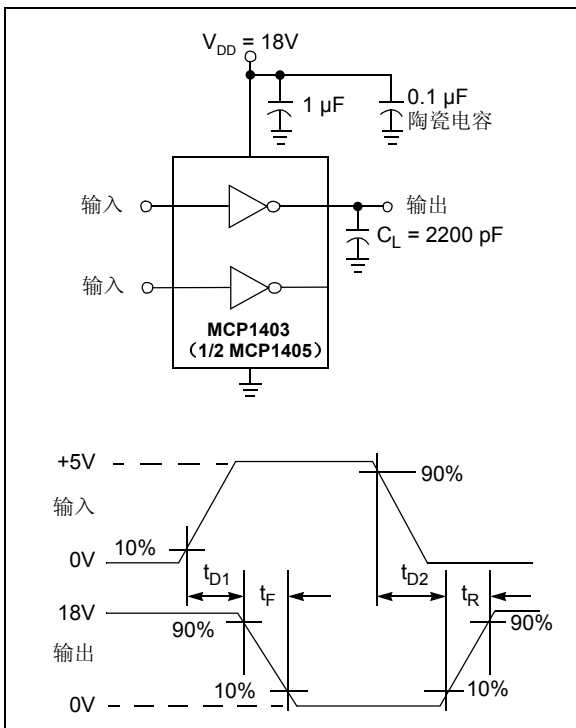 V_DD = 18V
1 µF
0.1 µF
陶瓷电容
输入
输出
C_L = 2200 pF
输入
MCP1403
（1/2 MCP1405）
+5V
90%
输入
10%
0V
t_D1
t_F
t_D2
t_R
18V
90%
90%
输出
10%
10%
0V